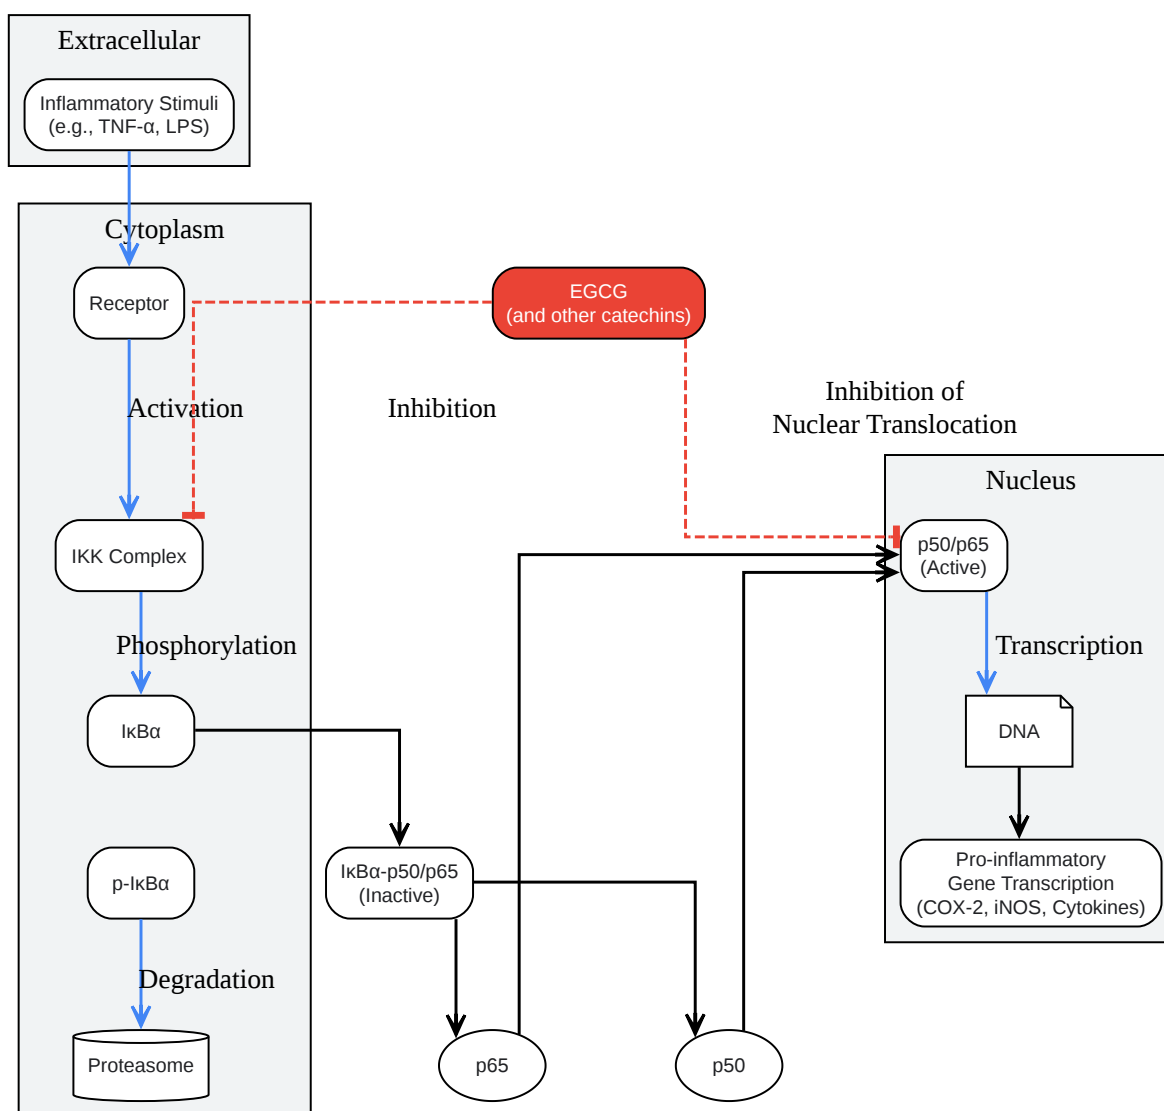 Extracellular
Inflammatory Stimuli
(e.g., TNF-α, LPS)
Cytoplasm
Receptor
EGCG
(and other catechins)
Activation
Inhibition
Inhibition of
Nuclear Translocation
Nucleus
IKK Complex
p50/p65
(Active)
Phosphorylation
Transcription
IκBα
DNA
p-IκBα
IκBα-p50/p65
(Inactive)
Pro-inflammatory
Gene Transcription
(COX-2, iNOS, Cytokines)
Degradation
Proteasome
p65
p50